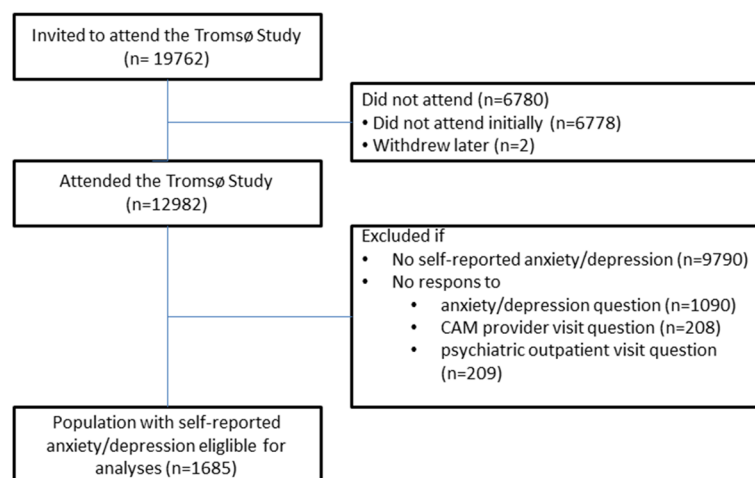 Invited to attend the Tromsø Study
(n= 19762)
Did not attend (n=6780)
• Did not attend initially (n=6778)
• Withdrew later (n=2)
Attended the Tromsø Study
(n=12982)
Excluded if
• No self-reported anxiety/depression (n=9790)
• No respons to
• anxiety/depression question (n=1090)
• CAM provider visit question (n=208)
• psychiatric outpatient visit question
(n=209)
Population with self-reported
anxiety/depression eliglible for
analyses (n=1685)